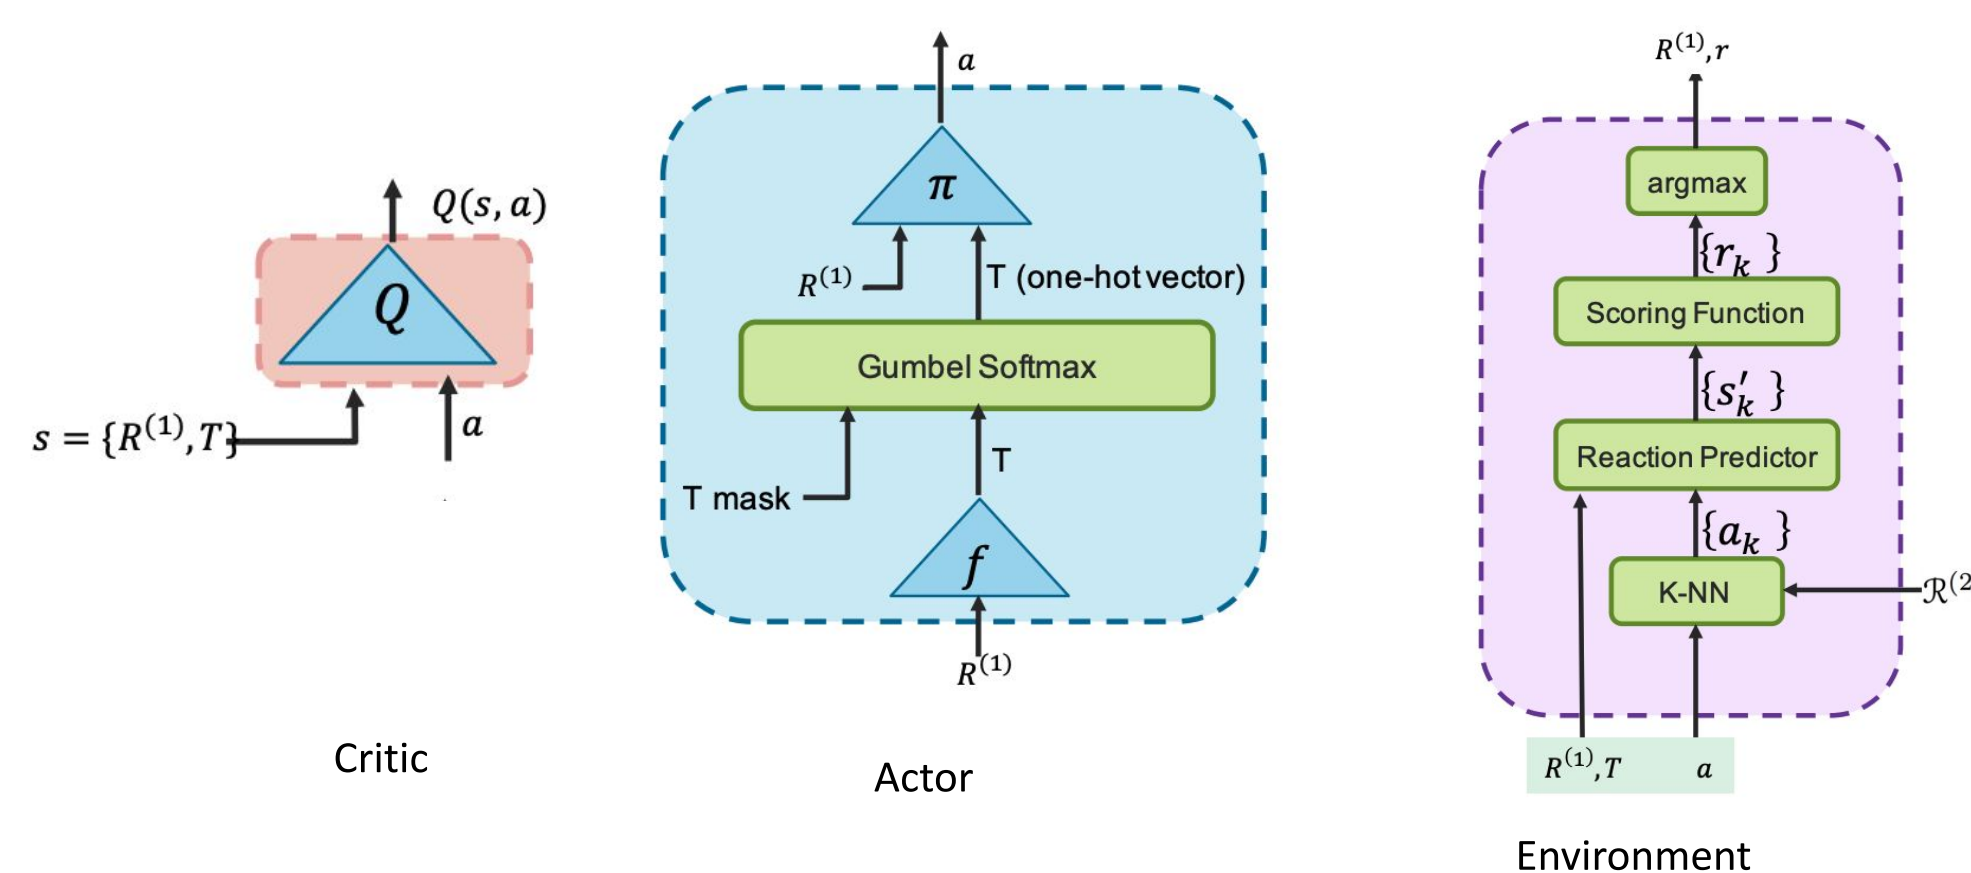 Q(s, a)
Q
s = {R⁽¹⁾, T}
a
Critic
a
π
R⁽¹⁾
T (one-hot vector)
Gumbel Softmax
T mask
T
f
R⁽¹⁾
Actor
R⁽¹⁾, r
argmax
{rₖ }
Scoring Function
{s′ₖ }
Reaction Predictor
{aₖ }
K-NN
ℛ⁽²
R⁽¹⁾, T
a
Environment